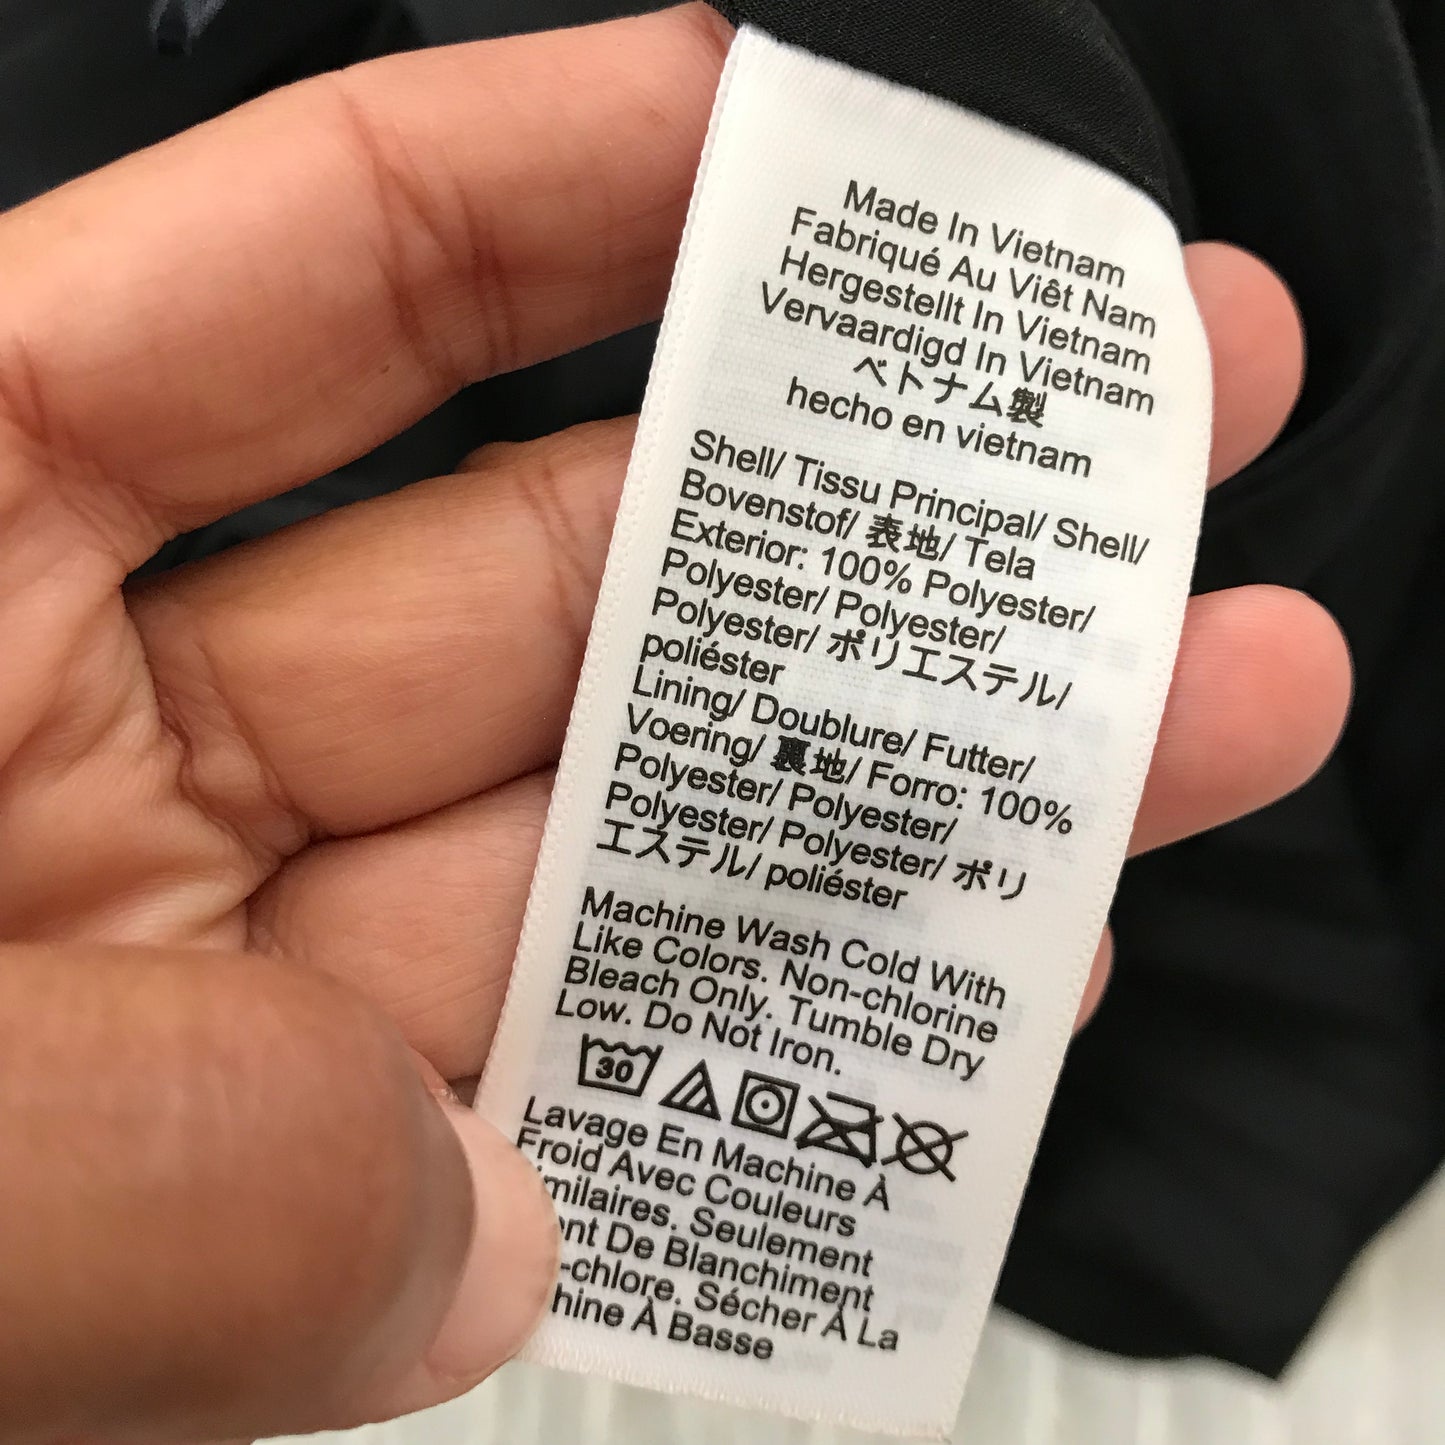 Made In Vietnam
Fabriqué Au Viêt Nam
Hergestellt In Vietnam
Vervaardigd In Vietnam
ベトナム製
hecho en vietnam
Shell/ Tissu Principal/ Shell/
Bovenstof/ 表地/ Tela
Exterior: 100% Polyester/
Polyester/ Polyester/
Polyester/ ポリエステル/
poliéster
Lining/ Doublure/ Futter/
Voering/ 裏地/ Forro: 100%
Polyester/ Polyester/
Polyester/ Polyester/ ポリ
エステル/ poliéster
Machine Wash Cold With
Like Colors. Non-chlorine
Bleach Only. Tumble Dry
Low. Do Not Iron.
30
Lavage En Machine À
Froid Avec Couleurs
milaires. Seulement
nt De Blanchiment
-chlore. Sécher À La
hine À Basse